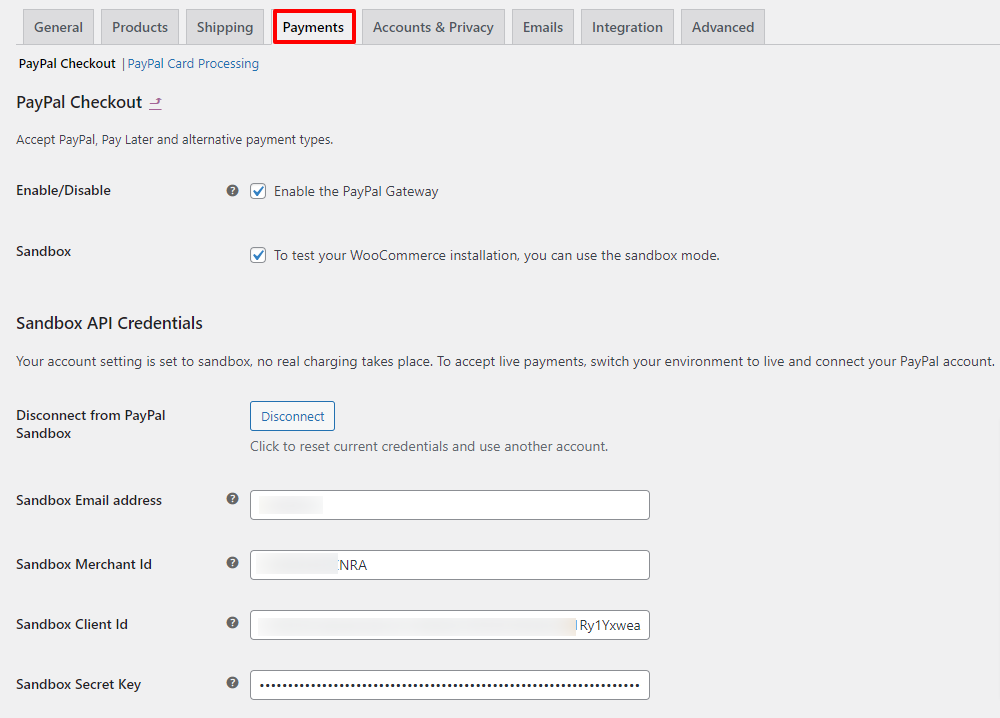 General Products Shipping Payments Accounts & Privacy Emails Integration Advanced
PayPal Checkout | PayPal Card Processing
PayPal Checkout
Accept PayPal, Pay Later and alternative payment types.
Enable/Disable Enable the PayPal Gateway
Sandbox To test your WooCommerce installation, you can use the sandbox mode.
Sandbox API Credentials
Your account setting is set to sandbox, no real charging takes place. To accept live payments, switch your environment to live and connect your PayPal account.
Disconnect from PayPal
Sandbox
Disconnect
Click to reset current credentials and use another account.
Sandbox Email address
Sandbox Merchant Id NRA
Sandbox Client Id Ry1Yxwea
Sandbox Secret Key